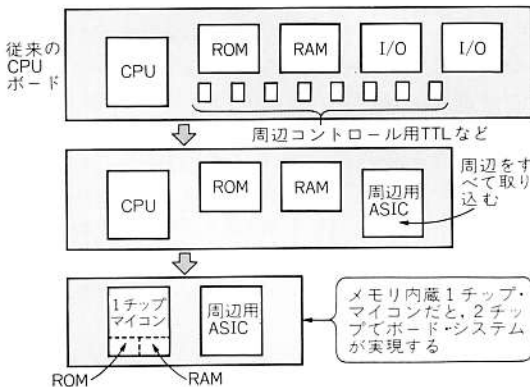 従来の
CPU
ボード
CPU
ROM
RAM
I/O
I/O
周辺コントロール用TTLなど
CPU
ROM
RAM
周辺用
ASIC
周辺をす
べて取り
込む
1チップ
マイコン
周辺用
ASIC
ROM
RAM
メモリ内蔵1チップ・
マイコンだと，2チッ
プでボード・システム
が実現する